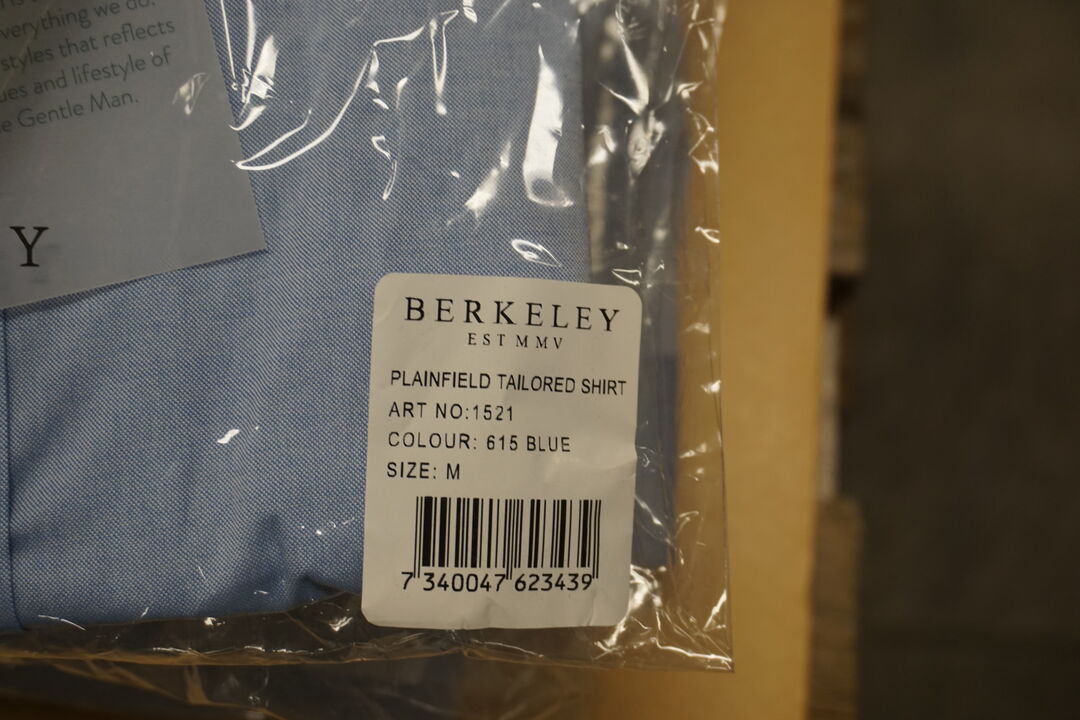 everything we do,
styles that reflects
ues and lifestyle of
e Gentle Man.
Y
BERKELEY
EST MMV
PLAINFIELD TAILORED SHIRT
ART NO:1521
COLOUR: 615 BLUE
SIZE: M
7 340047 623439